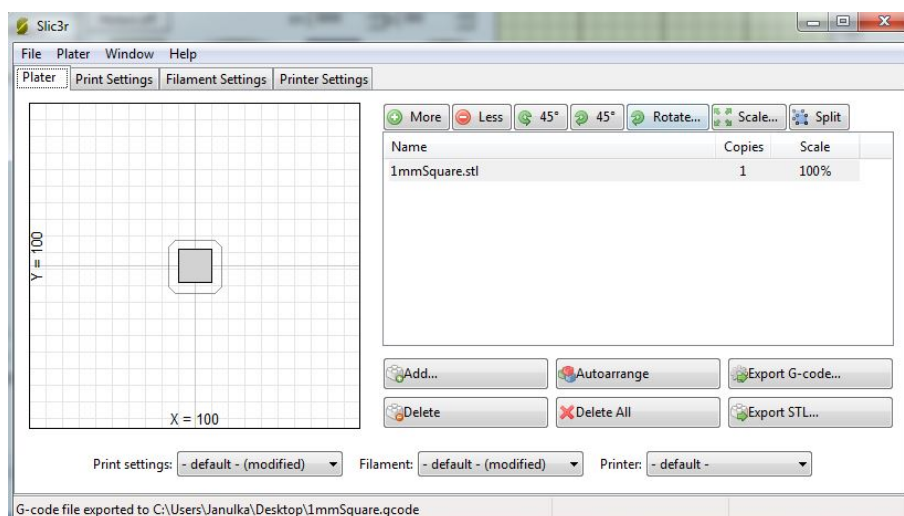 Slic3r
File Plater Window Help
Plater Print Settings Filament Settings Printer Settings
More Less 45° 45° Rotate... Scale... Split
Name Copies Scale
1mmSquare.stl 1 100%
Y = 100
X = 100
Add... Autoarrange Export G-code...
Delete Delete All Export STL...
Print settings: - default - (modified) Filament: - default - (modified) Printer: - default -
G-code file exported to C:\Users\Janulka\Desktop\1mmSquare.gcode